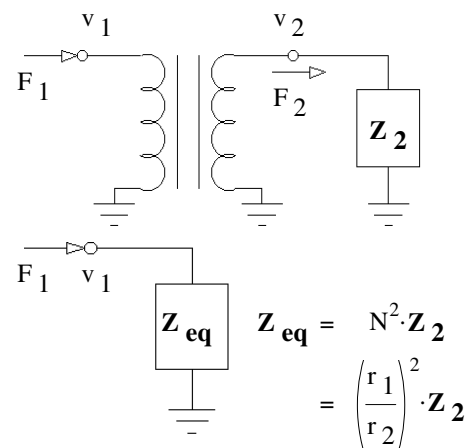 v 1 v 2
F 1 F 2
Z 2
F 1 v 1
Z eq Z eq = N²·Z 2
= (r 1 / r 2)² ·Z 2